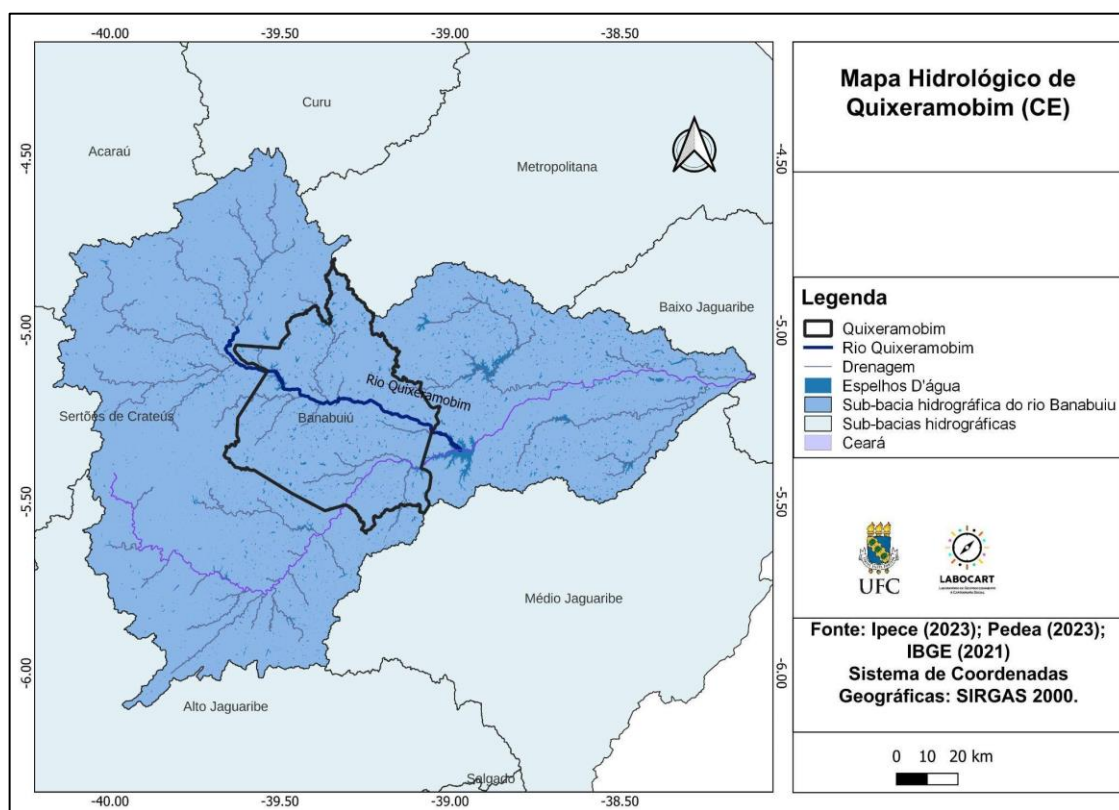 -40.00
-39.50
-39.00
-38.50
Curu
Acaraú
Metropolitana
Baixo Jaguaribe
Rio Quixeramobim
Sertões de Crateús
Banabuiú
Médio Jaguaribe
Alto Jaguaribe
Salgado
-4.50
-5.00
-5.50
-6.00
-4.50
-5.00
-5.50
-6.00
-40.00
-39.50
-39.00
-38.50
Mapa Hidrológico de
Quixeramobim (CE)
Legenda
Quixeramobim
Rio Quixeramobim
Drenagem
Espelhos D'água
Sub-bacia hidrográfica do rio Banabuiu
Sub-bacias hidrográficas
Ceará
UFC
LABOCART
Fonte: Ipece (2023); Pedea (2023);
IBGE (2021)
Sistema de Coordenadas
Geográficas: SIRGAS 2000.
0 10 20 km